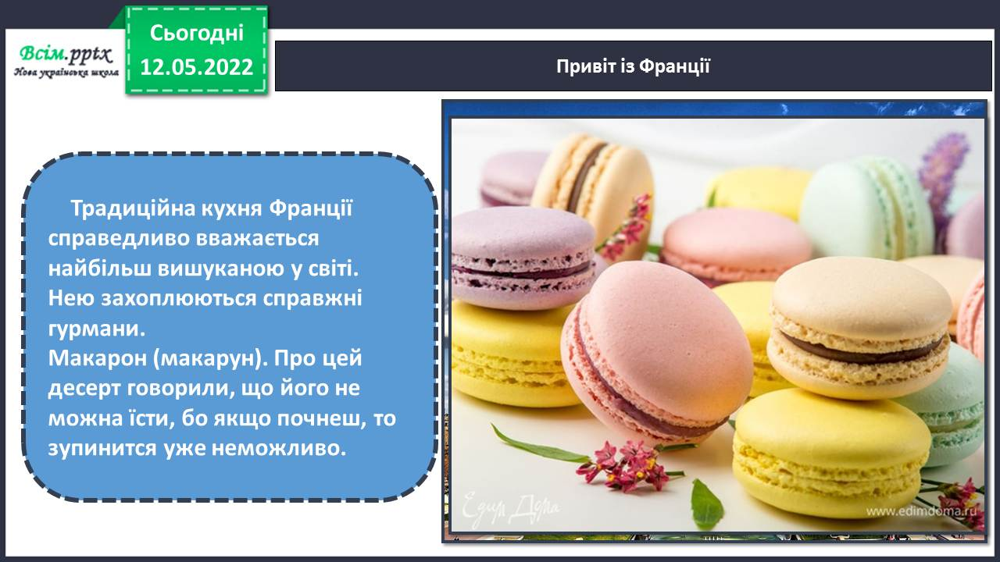 Всім.pptx
Нова українська школа
Сьогодні
12.05.2022
Привіт із Франції
Традиційна кухня Франції
справедливо вважається
найбільш вишуканою у світі.
Нею захоплюються справжні
гурмани.
Макарон (макарун). Про цей
десерт говорили, що його не
можна їсти, бо якщо почнеш, то
зупинится уже неможливо.
Едим Дома
www.edimdoma.ru